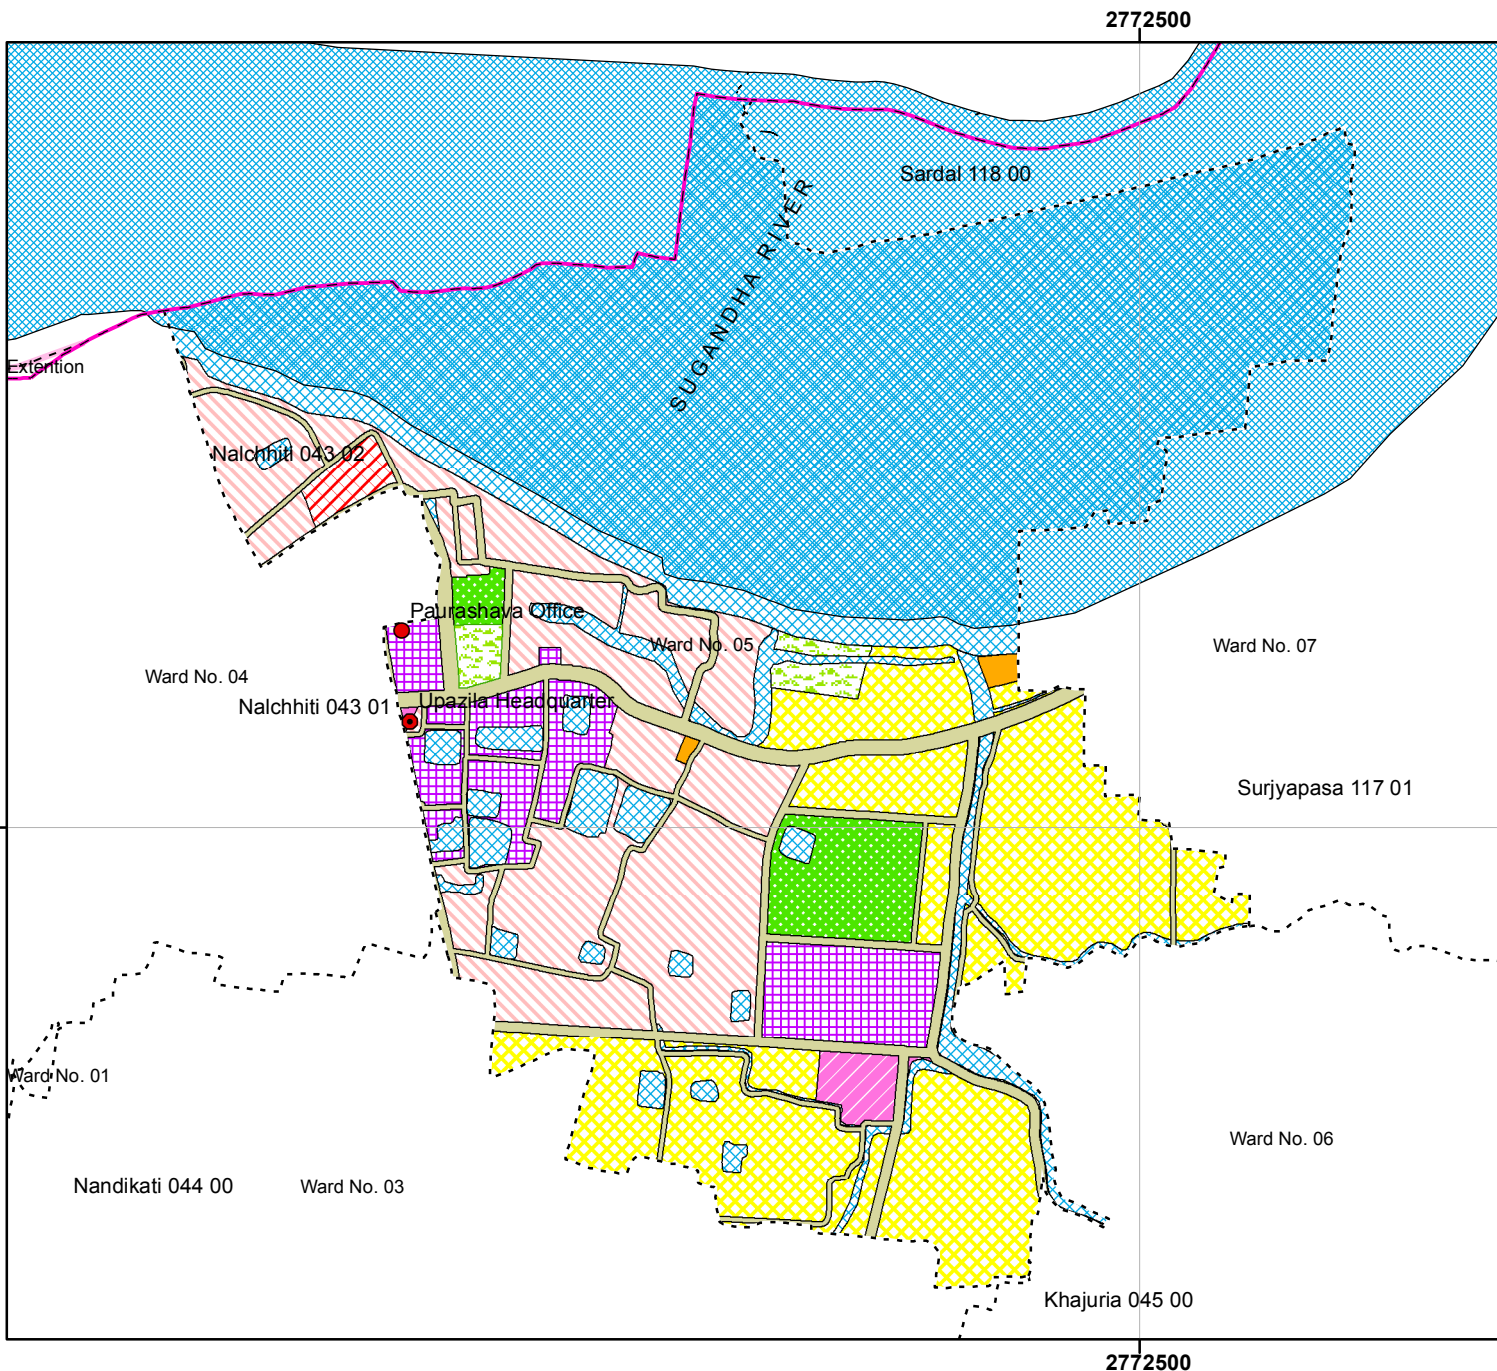 2772500
Sardal 118 00
SUGANDHA RIVER
Extention
Nalchhiti 043 02
Paurashava Office
Ward No. 05
Ward No. 07
Ward No. 04
Upazila Headquarter
Nalchhiti 043 01
Surjyapasa 117 01
Ward No. 01
Ward No. 06
Nandikati 044 00
Ward No. 03
Khajuria 045 00
2772500